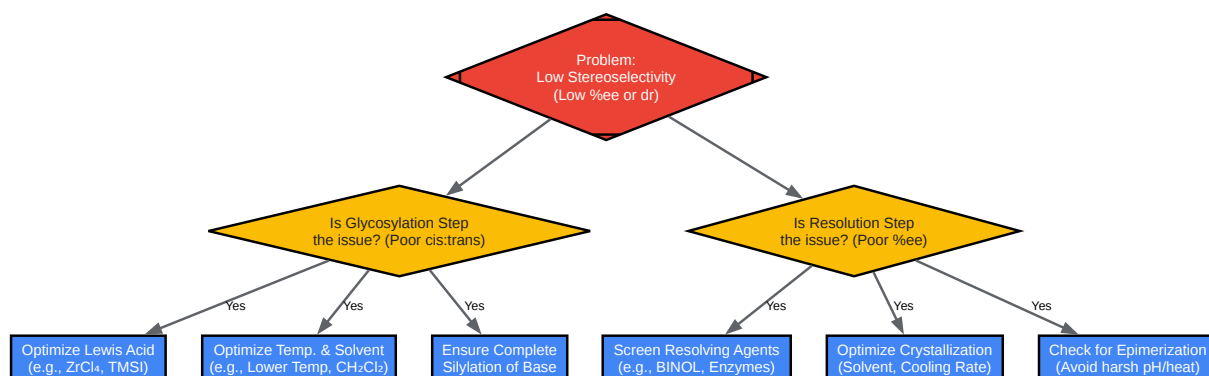 Problem:
Low Stereoselectivity
(Low %ee or dr)
Is Glycosylation Step
the issue? (Poor cis:trans)
Is Resolution Step
the issue? (Poor %ee)
Yes
Yes
Yes
Yes
Yes
Yes
Optimize Lewis Acid
(e.g., ZrCl₄, TMSI)
Optimize Temp. & Solvent
(e.g., Lower Temp, CH₂Cl₂)
Ensure Complete
Silylation of Base
Screen Resolving Agents
(e.g., BINOL, Enzymes)
Optimize Crystallization
(Solvent, Cooling Rate)
Check for Epimerization
(Avoid harsh pH/heat)